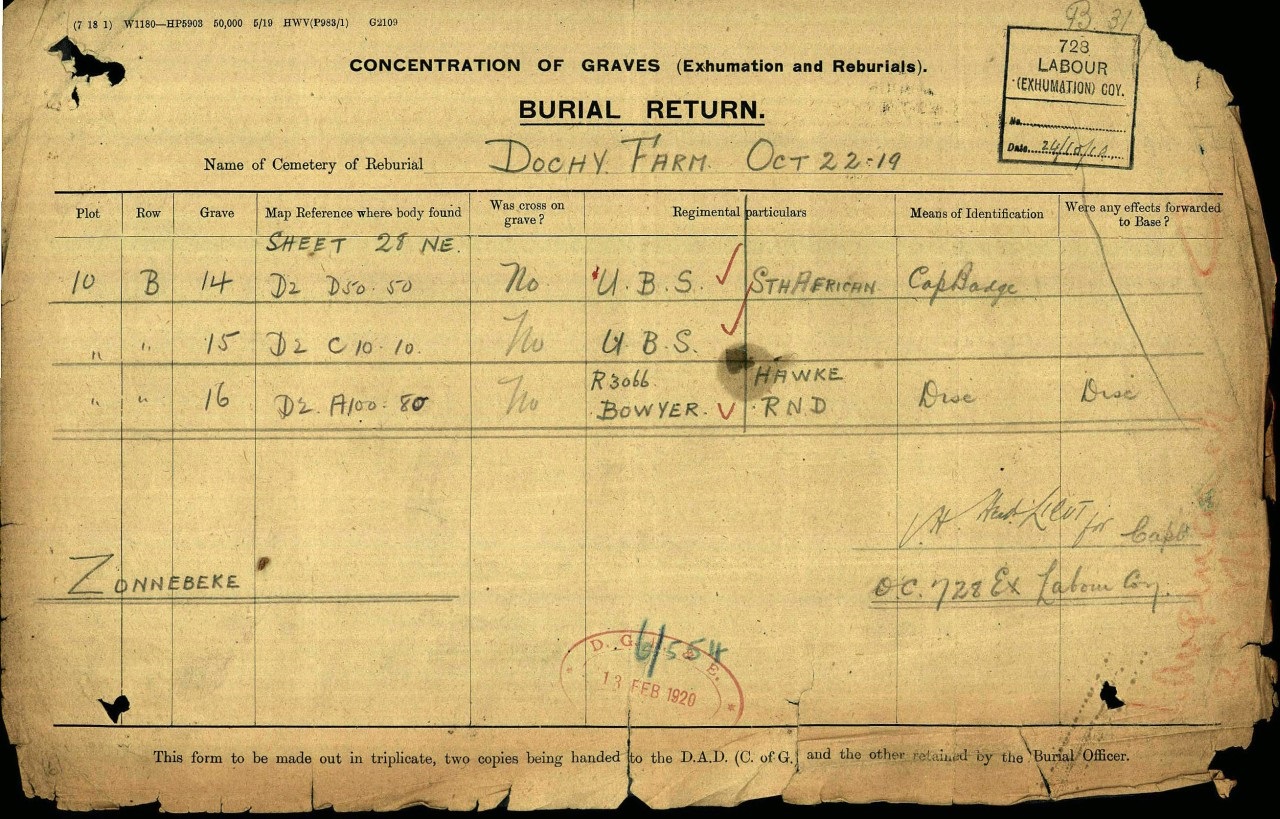 (7 18 1) W1180—HP5903 50,000 5/19 HWV(P983/1) G2109
B. 31
728
LABOUR
(EXHUMATION) COY.
No.
Date
CONCENTRATION OF GRAVES (Exhumation and Reburials).
BURIAL RETURN.
Name of Cemetery of Reburial DOCHY FARM. OCT 22-19
Plot Row Grave Map Reference where body found Was cross on grave? Regimental particulars Means of Identification Were any effects forwarded to Base?
SHEET 28 NE.
10 B 14 D2 D50.50 No. U.B.S. STH AFRICAN Cap Badge
" " 15 D2 C10.10. No U.B.S.
" " 16 D2. A100.80 No R3066 BOWYER. HAWKE R N D Disc Disc
Lieut for Capt
O.C. 728 Ex Labour Coy.
ZONNEBEKE
6/554
D. G. & E.
13 FEB 1920
This form to be made out in triplicate, two copies being handed to the D.A.D. (C. of G.) and the other retained by the Burial Officer.